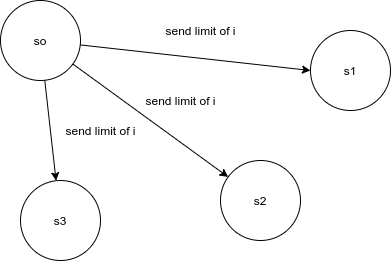 send limit of i
so
s1
send limit of i
send limit of i
s2
s3